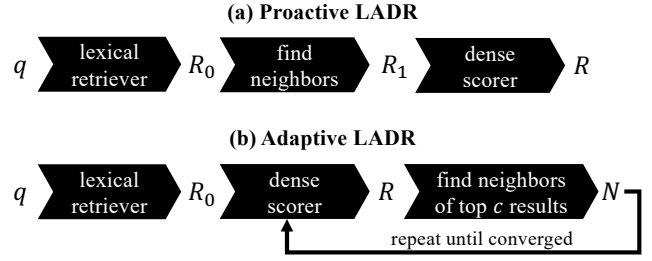 (a) Proactive LADR
q lexical retriever R₀ find neighbors R₁ dense scorer R
(b) Adaptive LADR
q lexical retriever R₀ dense scorer R find neighbors of top c results N
repeat until converged